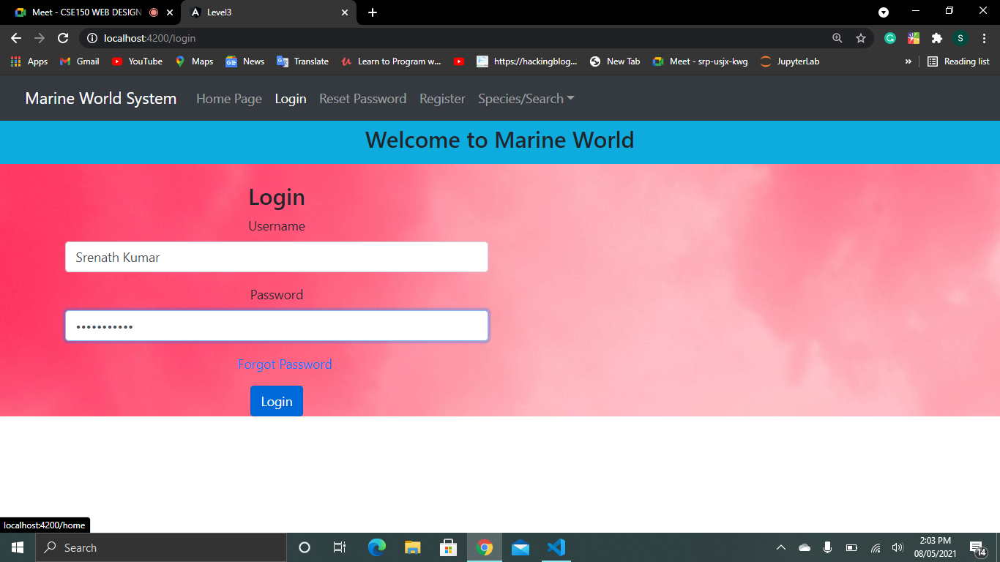 Meet - CSE150 WEB DESIGN
Level3
localhost:4200/login
S
Apps Gmail YouTube Maps News Translate Learn to Program w... https://hackingblog... New Tab Meet - srp-usjx-kwg JupyterLab » Reading list
Marine World System Home Page Login Reset Password Register Species/Search
Welcome to Marine World
Login
Username
Srenath Kumar
Password
•••••••••••
Forgot Password
Login
localhost:4200/home
Search
2:03 PM
08/05/2021
14